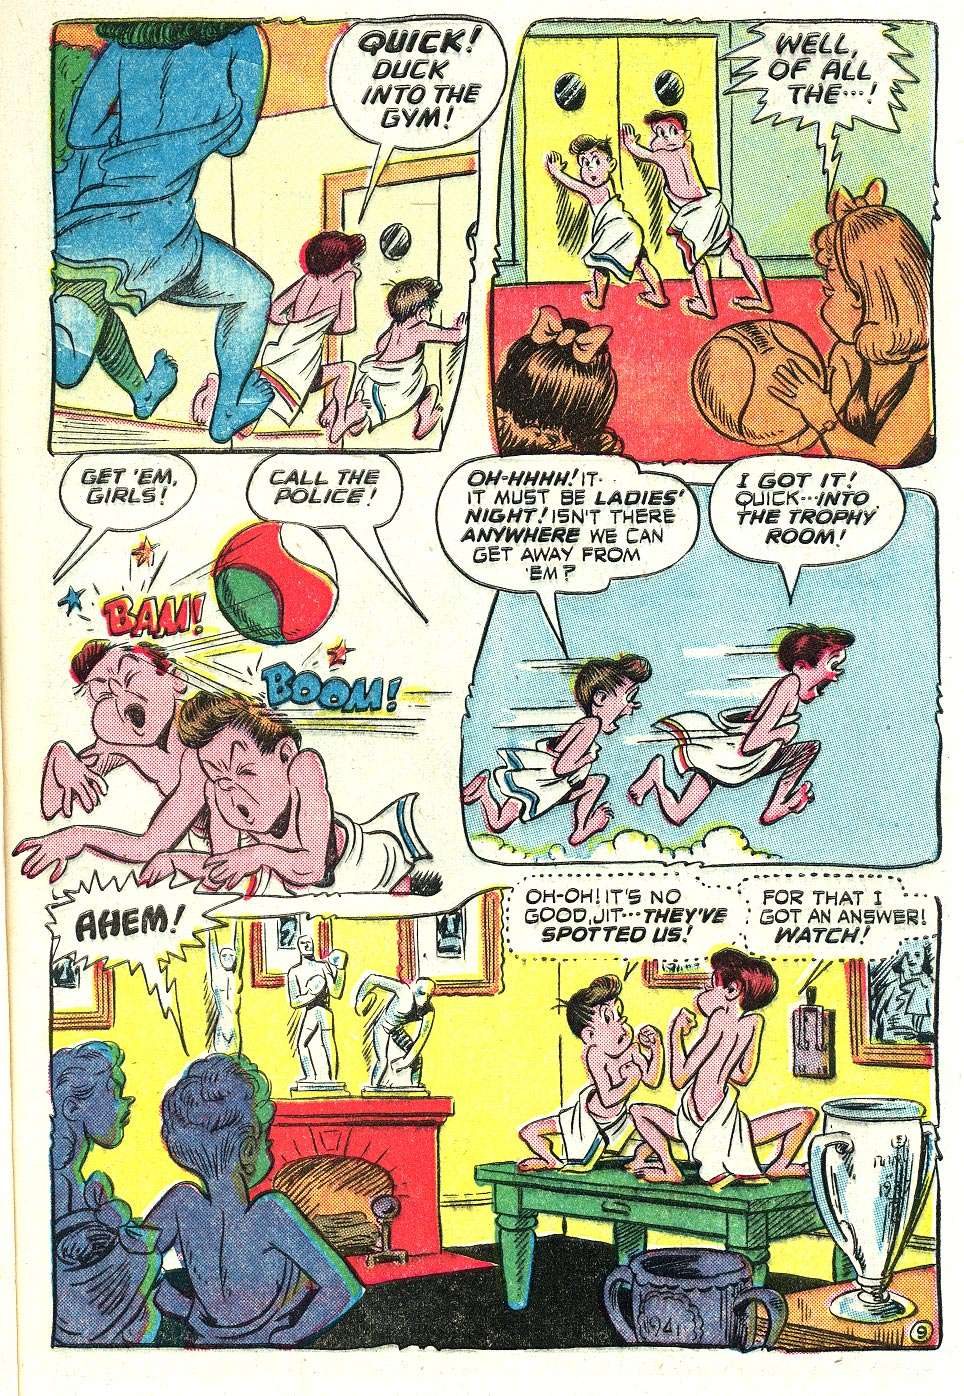 QUICK!
DUCK
INTO THE
GYM!
WELL,
OF ALL
THE---!
GET 'EM,
GIRLS!
CALL THE
POLICE!
BAM!
BOOM!
OH-HHHH! IT-
IT MUST BE LADIES'
NIGHT! ISN'T THERE
ANYWHERE WE CAN
GET AWAY FROM
'EM?
I GOT IT!
QUICK---INTO
THE TROPHY
ROOM!
AHEM!
OH-OH! IT'S NO
GOOD, JIT---THEY'VE
SPOTTED US!
FOR THAT I
GOT AN ANSWER!
WATCH!
1941
9